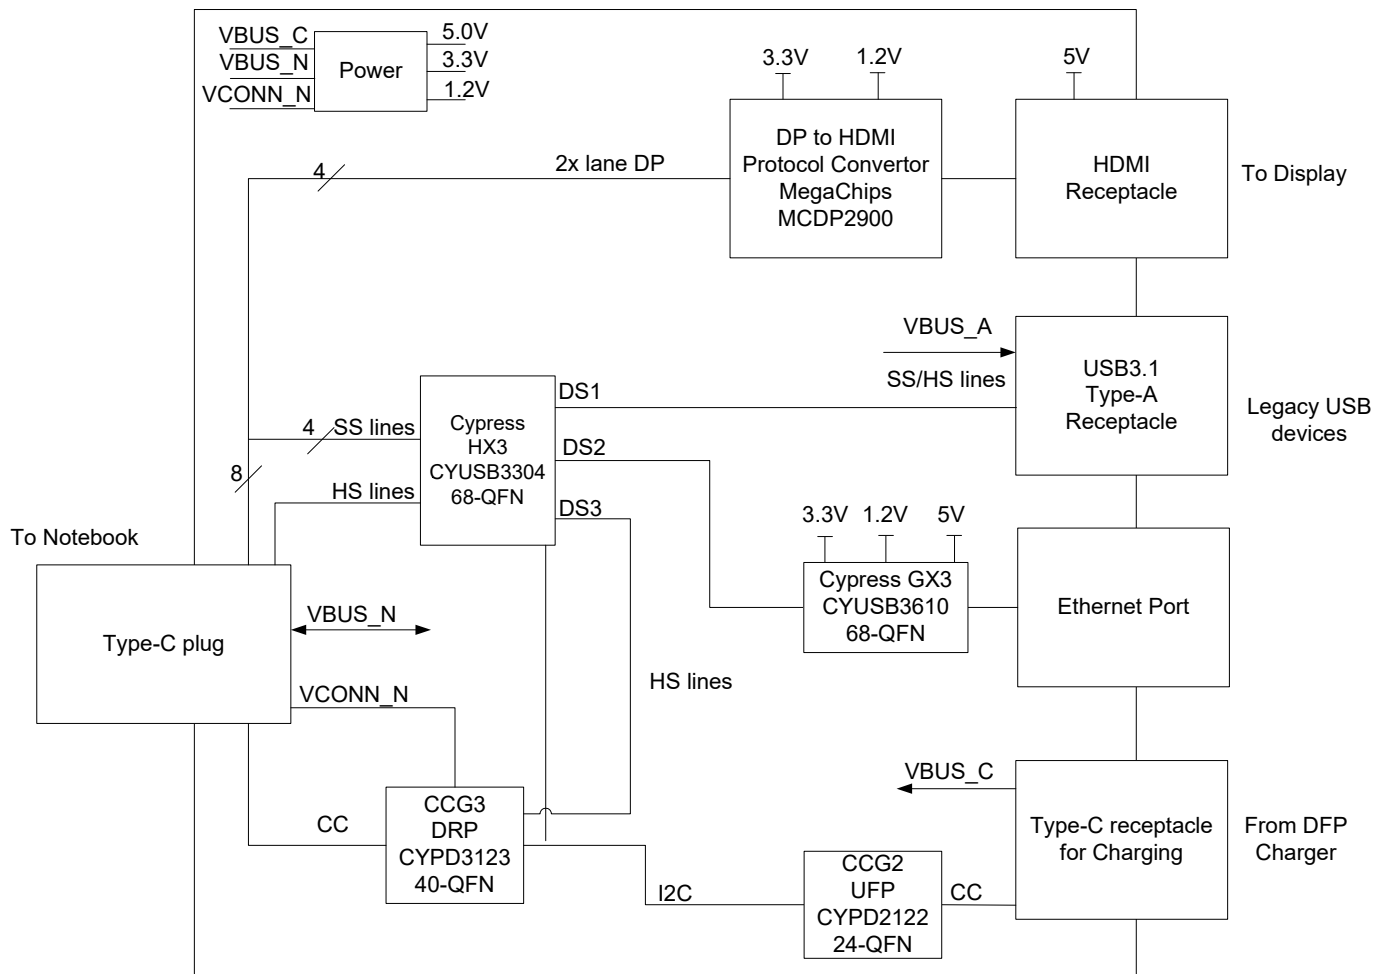 VBUS_C
VBUS_N
VCONN_N
Power
5.0V
3.3V
1.2V
3.3V
1.2V
5V
4
2x lane DP
DP to HDMI
Protocol Convertor
MegaChips
MCDP2900
HDMI
Receptacle
To Display
VBUS_A
SS/HS lines
USB3.1
Type-A
Receptacle
Legacy USB
devices
4
SS lines
8
HS lines
Cypress
HX3
CYUSB3304
68-QFN
DS1
DS2
DS3
3.3V
1.2V
5V
Cypress GX3
CYUSB3610
68-QFN
Ethernet Port
To Notebook
Type-C plug
VBUS_N
VCONN_N
HS lines
CC
CCG3
DRP
CYPD3123
40-QFN
I2C
CCG2
UFP
CYPD2122
24-QFN
CC
VBUS_C
Type-C receptacle
for Charging
From DFP
Charger